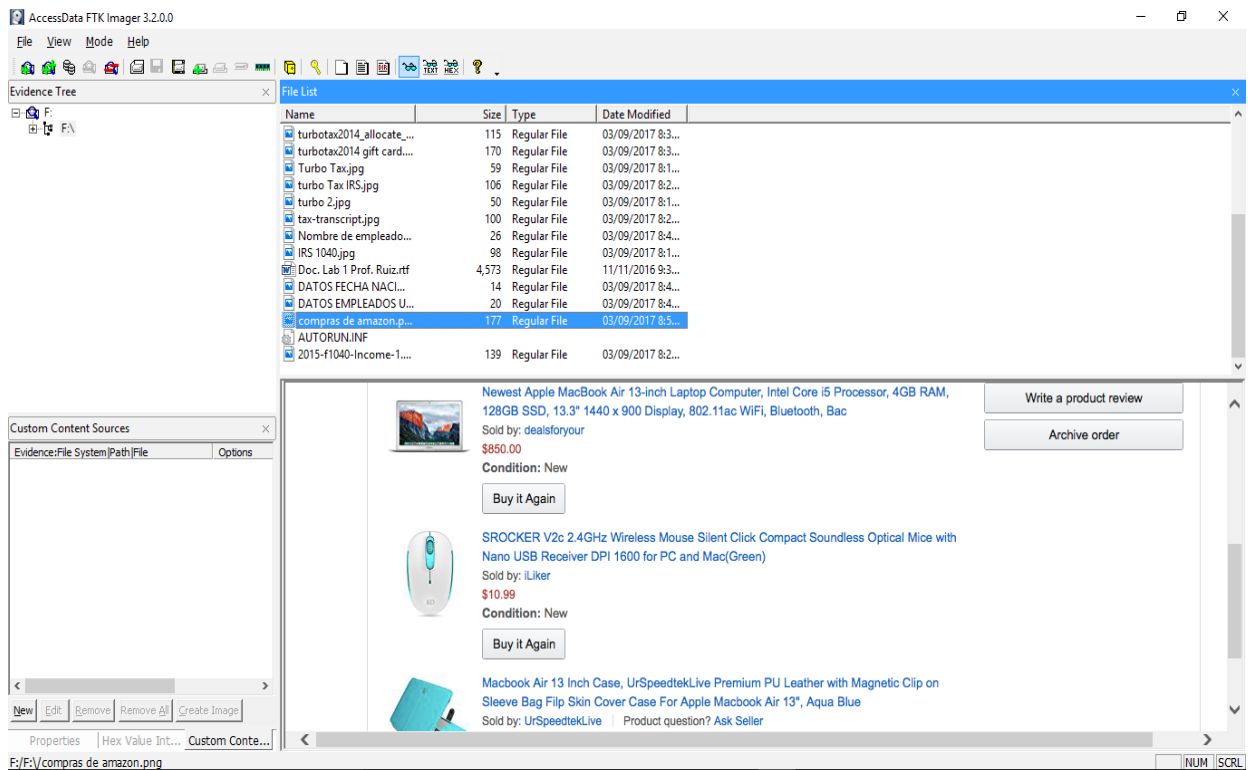 AccessData FTK Imager 3.2.0.0
File View Mode Help
TEXT HEX
Evidence Tree
F:
F:\
File List
Name Size Type Date Modified
turbotax2014_allocate_... 115 Regular File 03/09/2017 8:3...
turbotax2014 gift card.... 170 Regular File 03/09/2017 8:3...
Turbo Tax.jpg 59 Regular File 03/09/2017 8:1...
turbo Tax IRS.jpg 106 Regular File 03/09/2017 8:2...
turbo 2.jpg 50 Regular File 03/09/2017 8:1...
tax-transcript.jpg 100 Regular File 03/09/2017 8:2...
Nombre de empleado... 26 Regular File 03/09/2017 8:4...
IRS 1040.jpg 98 Regular File 03/09/2017 8:1...
Doc. Lab 1 Prof. Ruiz.rtf 4,573 Regular File 11/11/2016 9:3...
DATOS FECHA NACI... 14 Regular File 03/09/2017 8:4...
DATOS EMPLEADOS U... 20 Regular File 03/09/2017 8:4...
compras de amazon.p... 177 Regular File 03/09/2017 8:5...
AUTORUN.INF
2015-f1040-Income-1.... 139 Regular File 03/09/2017 8:2...
Custom Content Sources
Evidence:File System|Path|File Options
New Edit Remove Remove All Create Image
Properties Hex Value Int... Custom Conte...
Newest Apple MacBook Air 13-inch Laptop Computer, Intel Core i5 Processor, 4GB RAM,
128GB SSD, 13.3" 1440 x 900 Display, 802.11ac WiFi, Bluetooth, Bac
Sold by: dealsforyour
$850.00
Condition: New
Buy it Again
Write a product review
Archive order
SROCKER V2c 2.4GHz Wireless Mouse Silent Click Compact Soundless Optical Mice with
Nano USB Receiver DPI 1600 for PC and Mac(Green)
Sold by: iLiker
$10.99
Condition: New
Buy it Again
Macbook Air 13 Inch Case, UrSpeedtekLive Premium PU Leather with Magnetic Clip on
Sleeve Bag Filp Skin Cover Case For Apple Macbook Air 13", Aqua Blue
Sold by: UrSpeedtekLive | Product question? Ask Seller
F:/F:\/compras de amazon.png
NUM SCRL